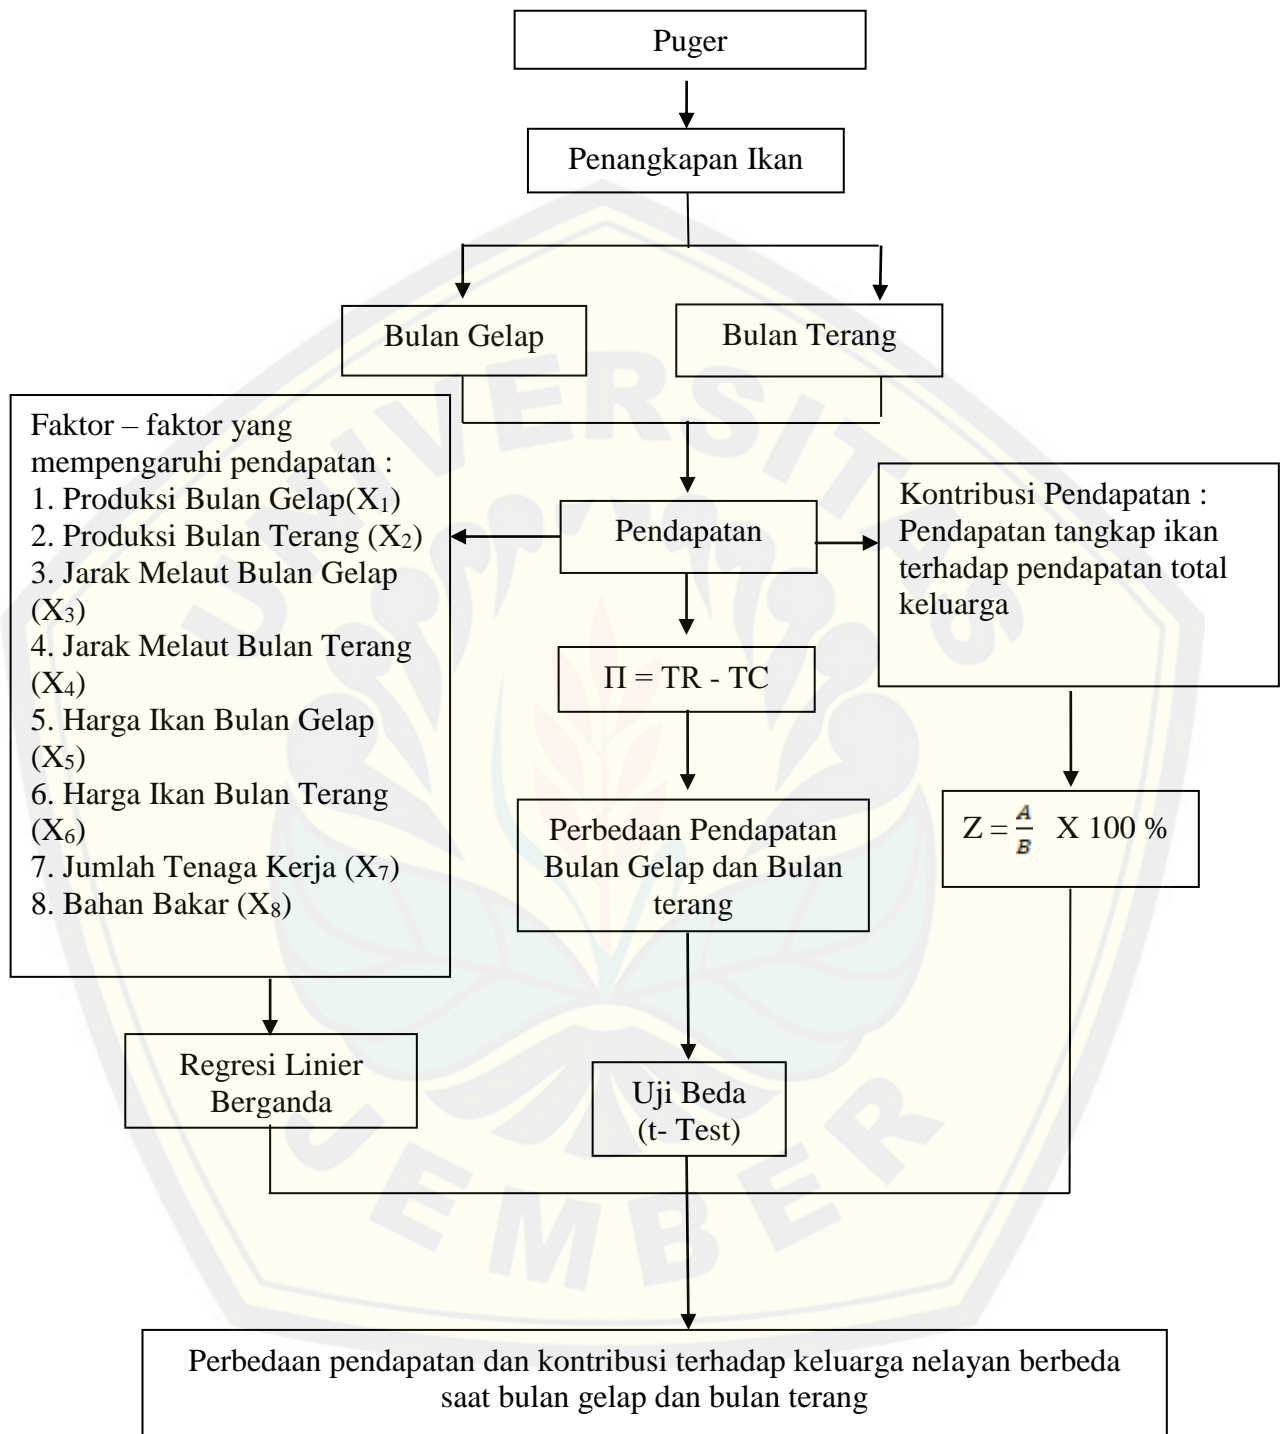 Puger
Penangkapan Ikan
Bulan Gelap
Bulan Terang
Faktor – faktor yang
mempengaruhi pendapatan :
1. Produksi Bulan Gelap(X₁)
2. Produksi Bulan Terang (X₂)
3. Jarak Melaut Bulan Gelap
(X₃)
4. Jarak Melaut Bulan Terang
(X₄)
5. Harga Ikan Bulan Gelap
(X₅)
6. Harga Ikan Bulan Terang
(X₆)
7. Jumlah Tenaga Kerja (X₇)
8. Bahan Bakar (X₈)
Pendapatan
Kontribusi Pendapatan :
Pendapatan tangkap ikan
terhadap pendapatan total
keluarga
Π = TR - TC
Perbedaan Pendapatan
Bulan Gelap dan Bulan
terang
Z = A/B X 100 %
Regresi Linier
Berganda
Uji Beda
(t- Test)
Perbedaan pendapatan dan kontribusi terhadap keluarga nelayan berbeda
saat bulan gelap dan bulan terang
UNIVERSITAS
JEMBER